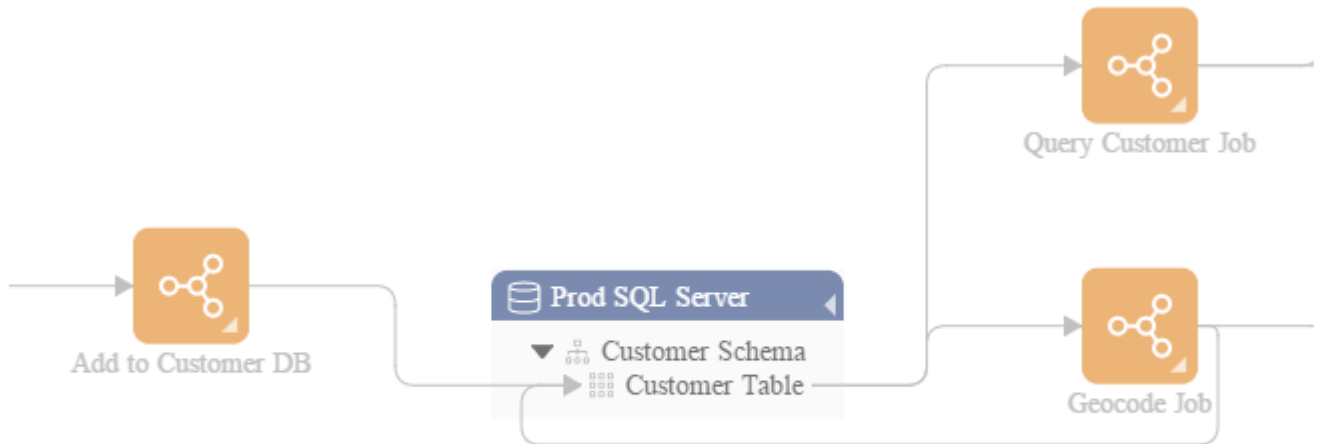 Query Customer Job
Add to Customer DB
Prod SQL Server
Customer Schema
Customer Table
Geocode Job